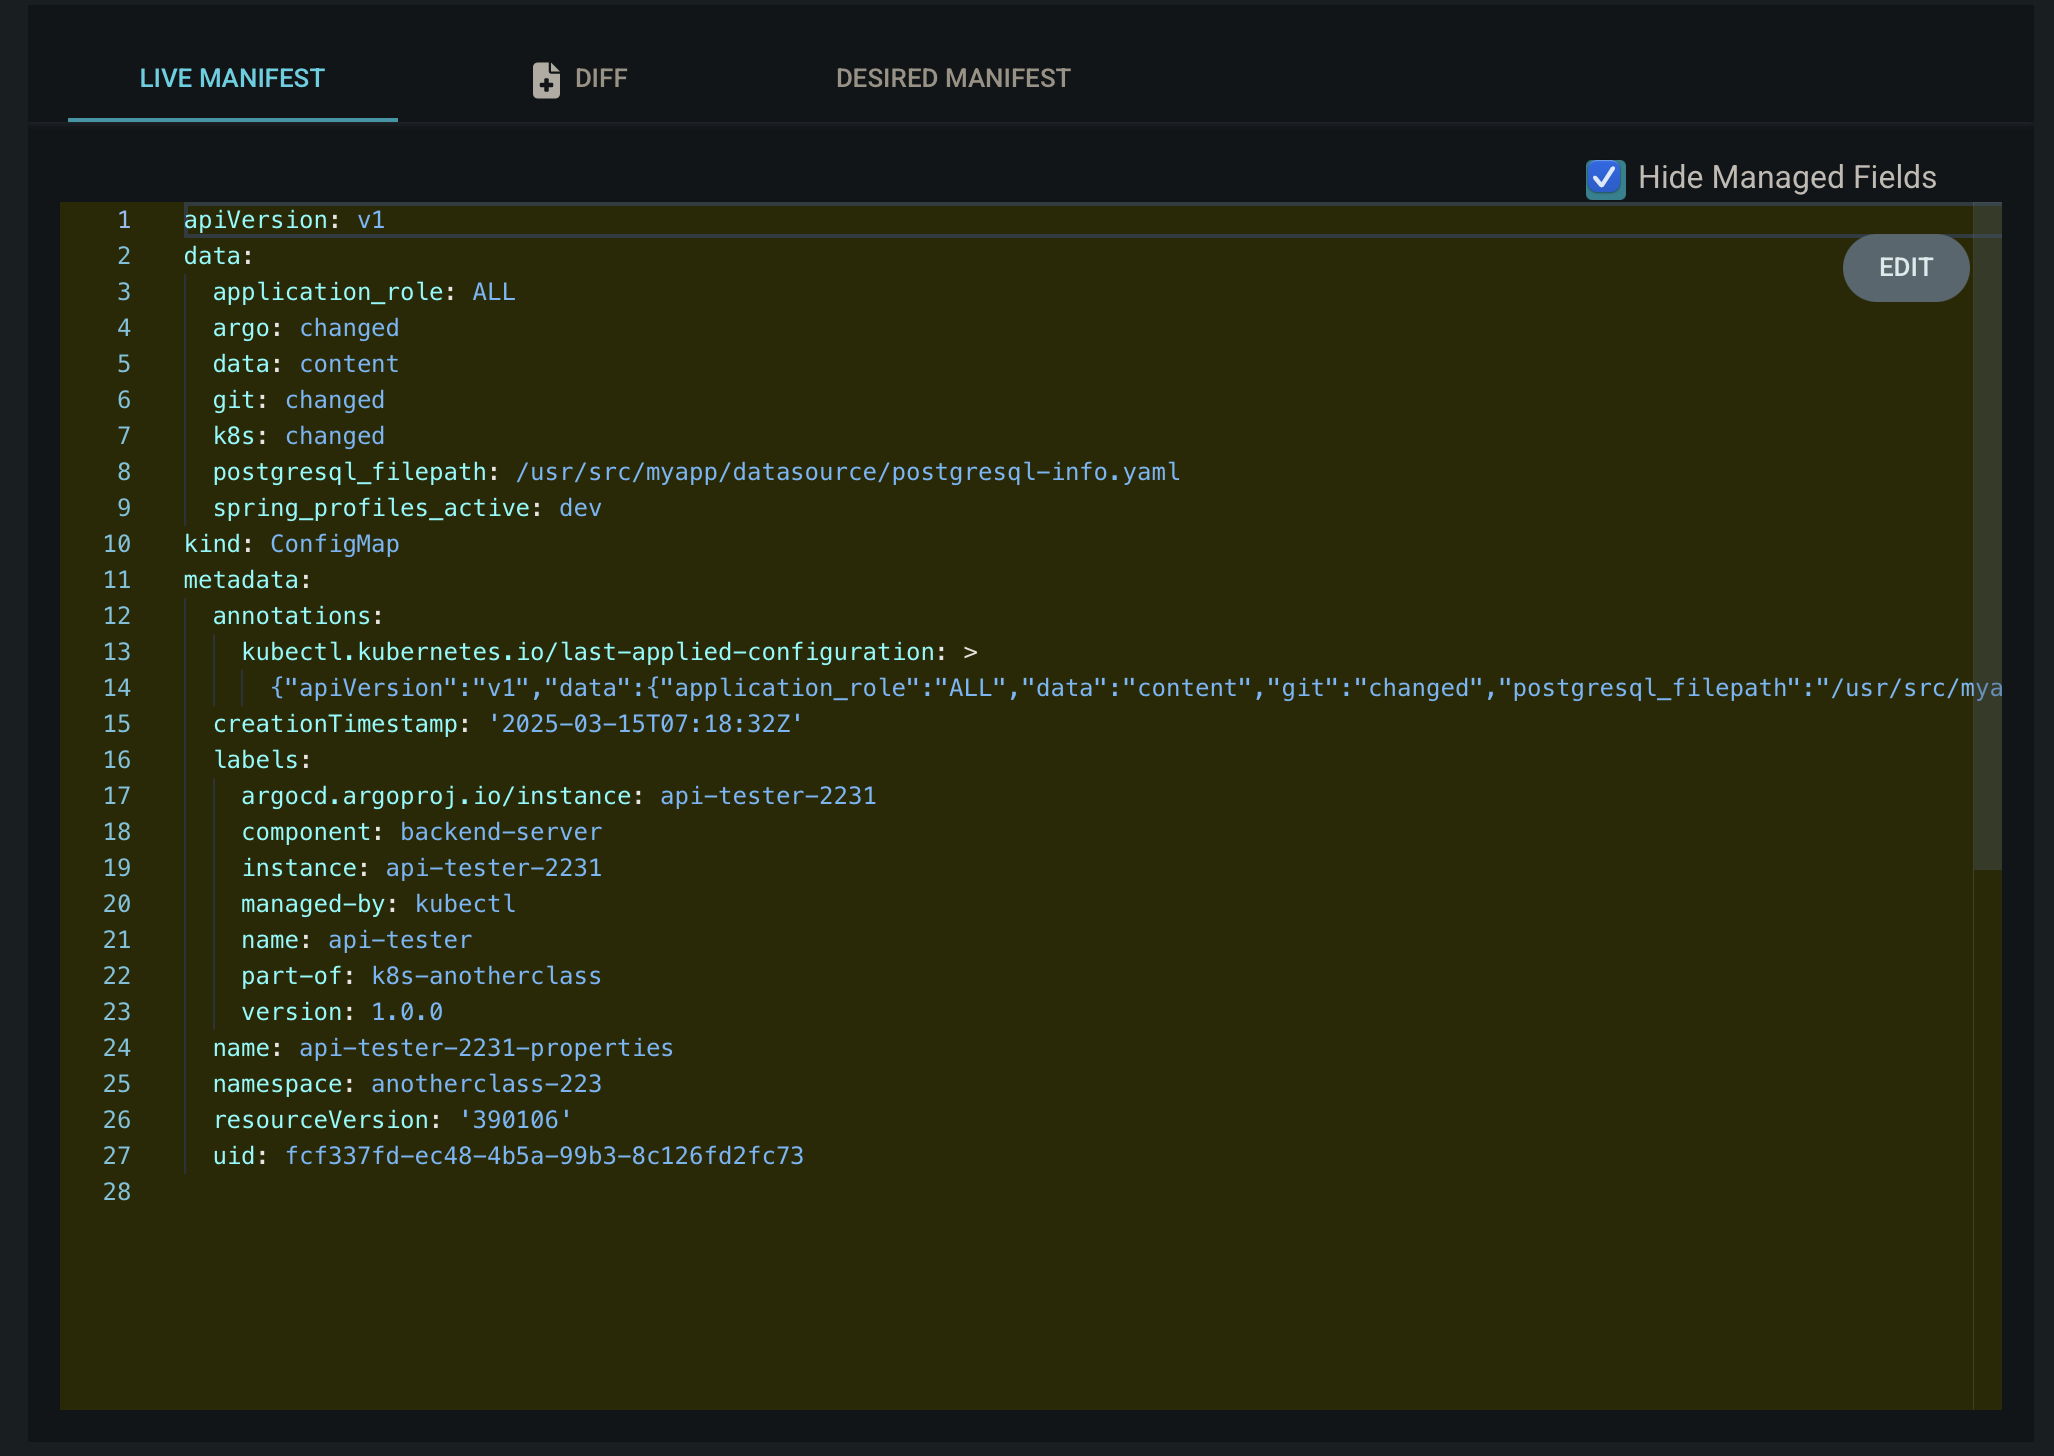 LIVE MANIFEST DIFF DESIRED MANIFEST
Hide Managed Fields
EDIT
1 apiVersion: v1
2 data:
3 application_role: ALL
4 argo: changed
5 data: content
6 git: changed
7 k8s: changed
8 postgresql_filepath: /usr/src/myapp/datasource/postgresql-info.yaml
9 spring_profiles_active: dev
10 kind: ConfigMap
11 metadata:
12 annotations:
13 kubectl.kubernetes.io/last-applied-configuration: >
14 {"apiVersion":"v1","data":{"application_role":"ALL","data":"content","git":"changed","postgresql_filepath":"/usr/src/mya
15 creationTimestamp: '2025-03-15T07:18:32Z'
16 labels:
17 argocd.argoproj.io/instance: api-tester-2231
18 component: backend-server
19 instance: api-tester-2231
20 managed-by: kubectl
21 name: api-tester
22 part-of: k8s-anotherclass
23 version: 1.0.0
24 name: api-tester-2231-properties
25 namespace: anotherclass-223
26 resourceVersion: '390106'
27 uid: fcf337fd-ec48-4b5a-99b3-8c126fd2fc73
28